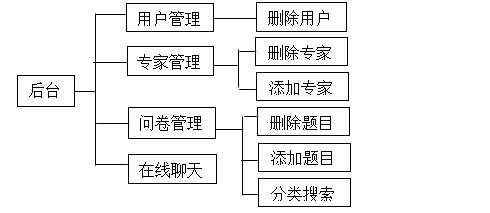 用户管理
删除用户
专家管理
删除专家
添加专家
后台
问卷管理
删除题目
添加题目
在线聊天
分类搜索